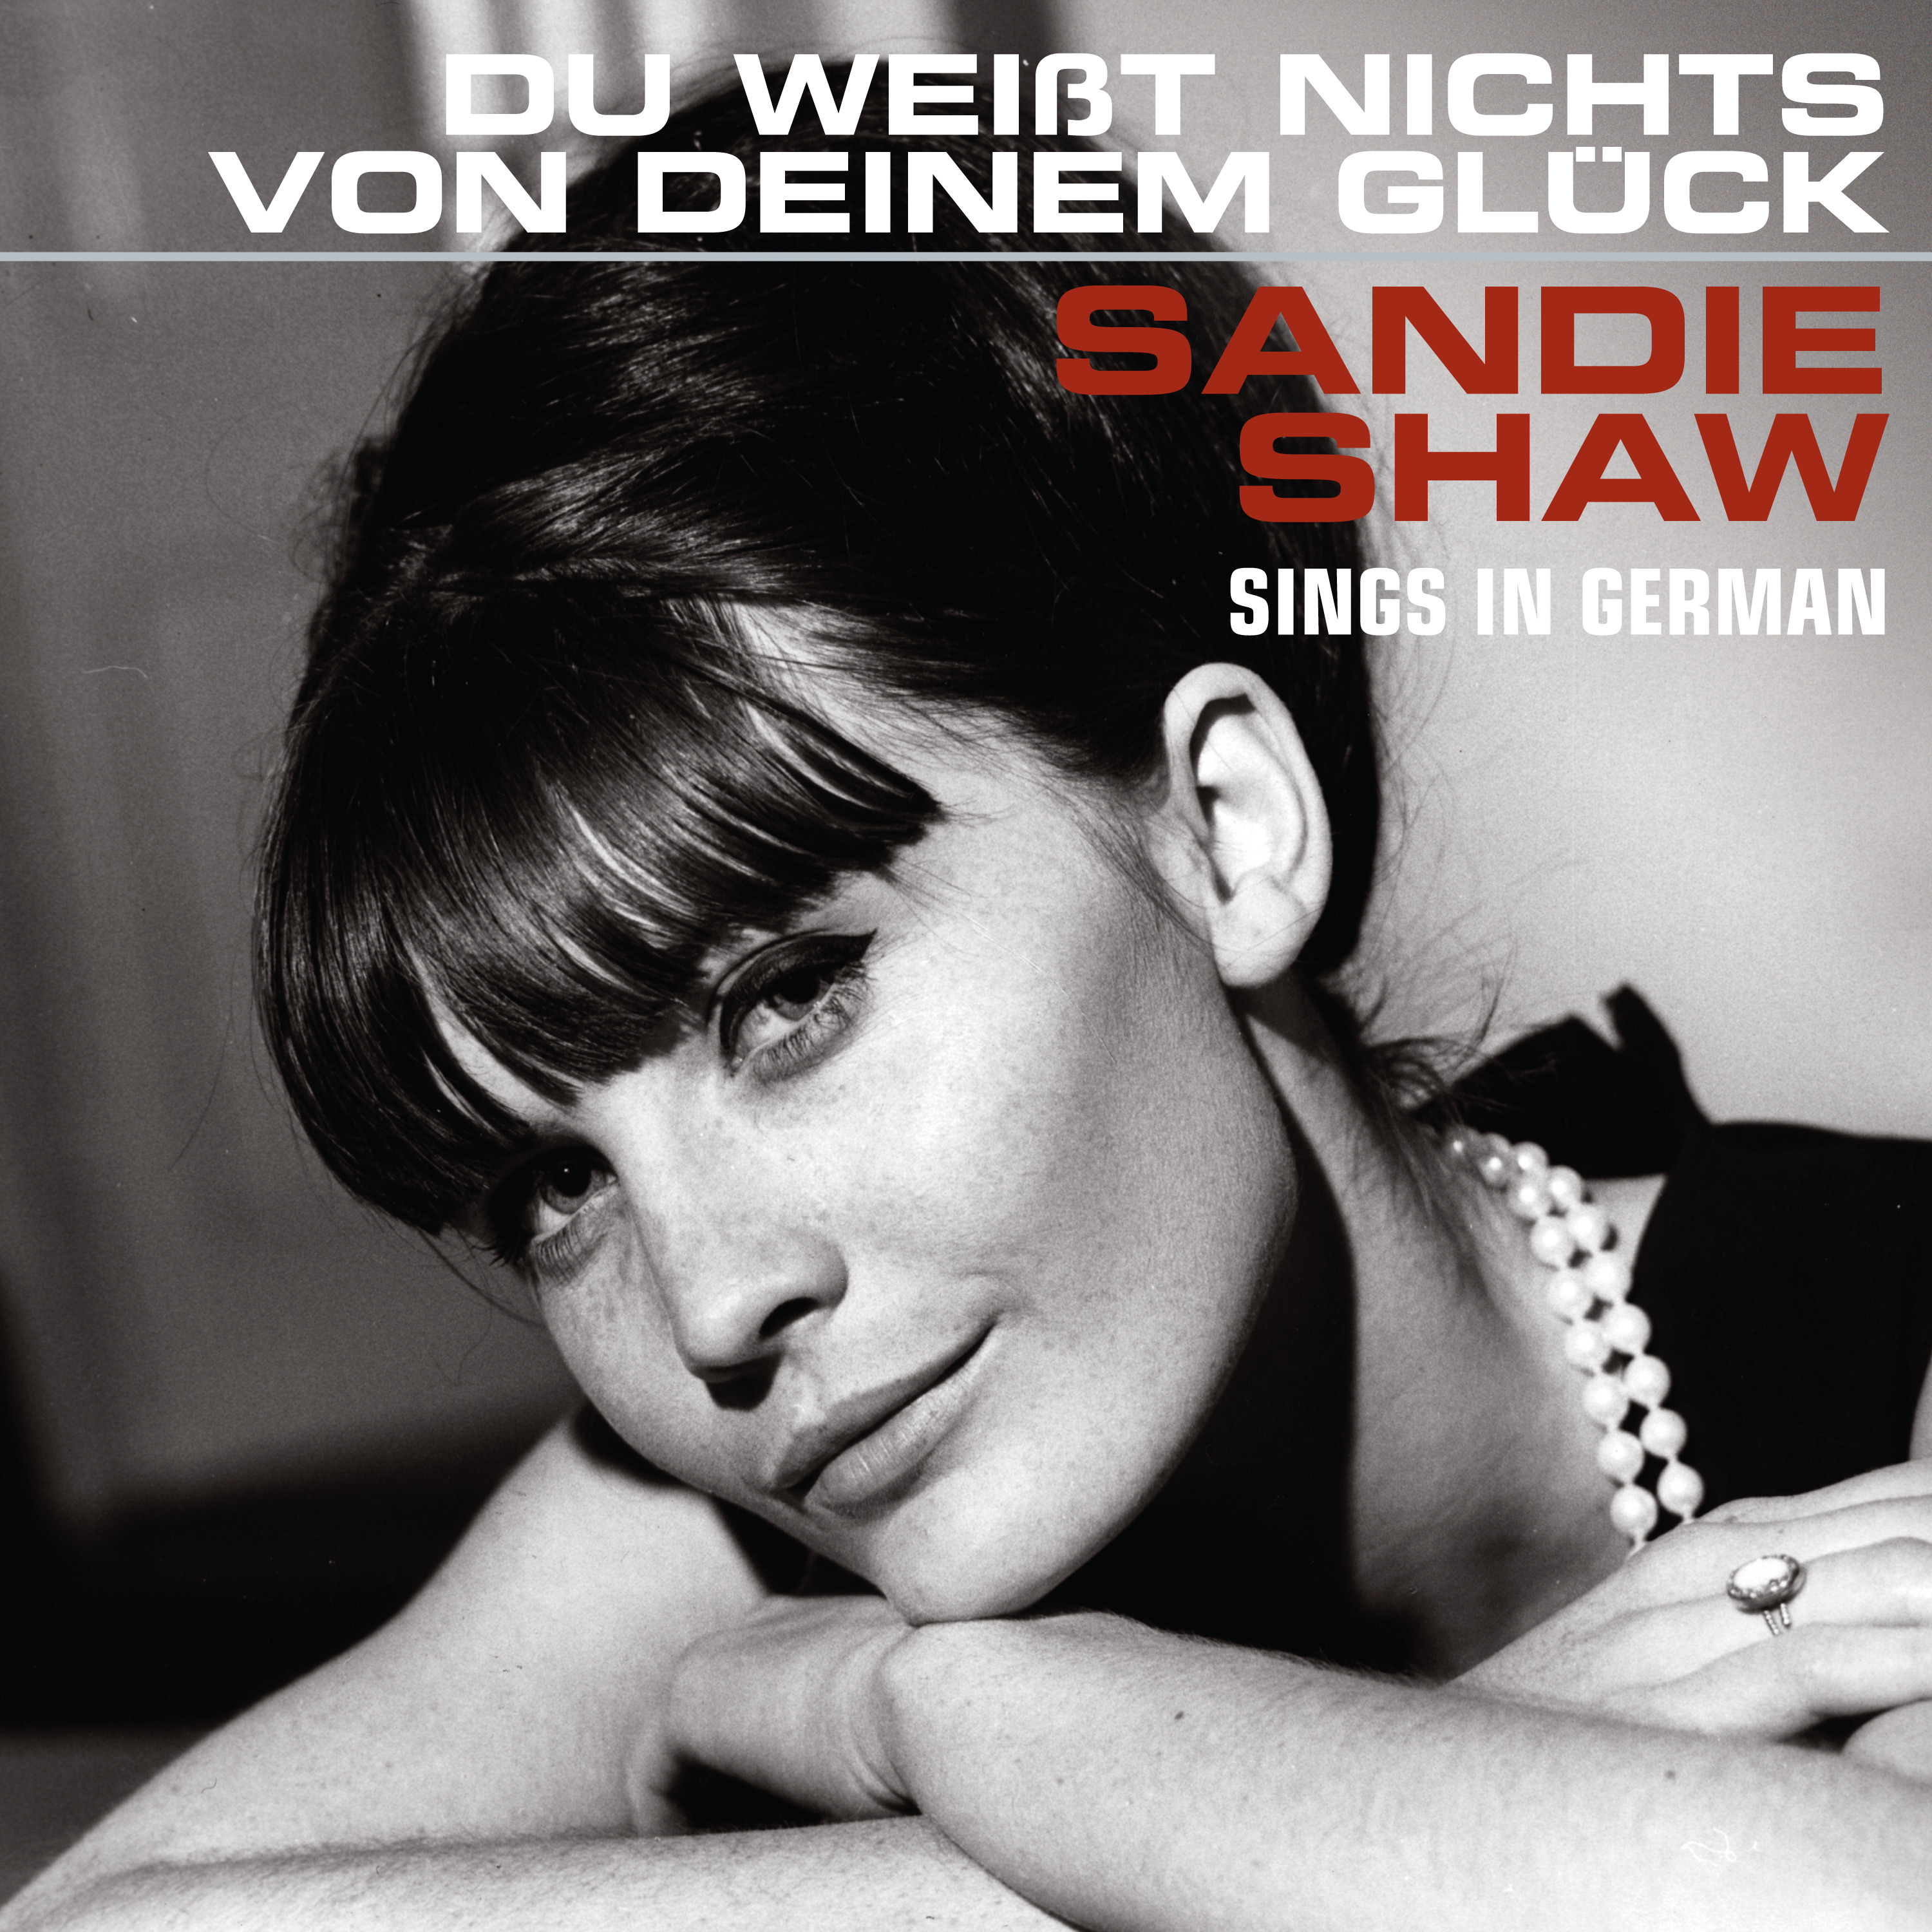 DU WEIßT NICHTS
VON DEINEM GLÜCK
SANDIE
SHAW
SINGS IN GERMAN